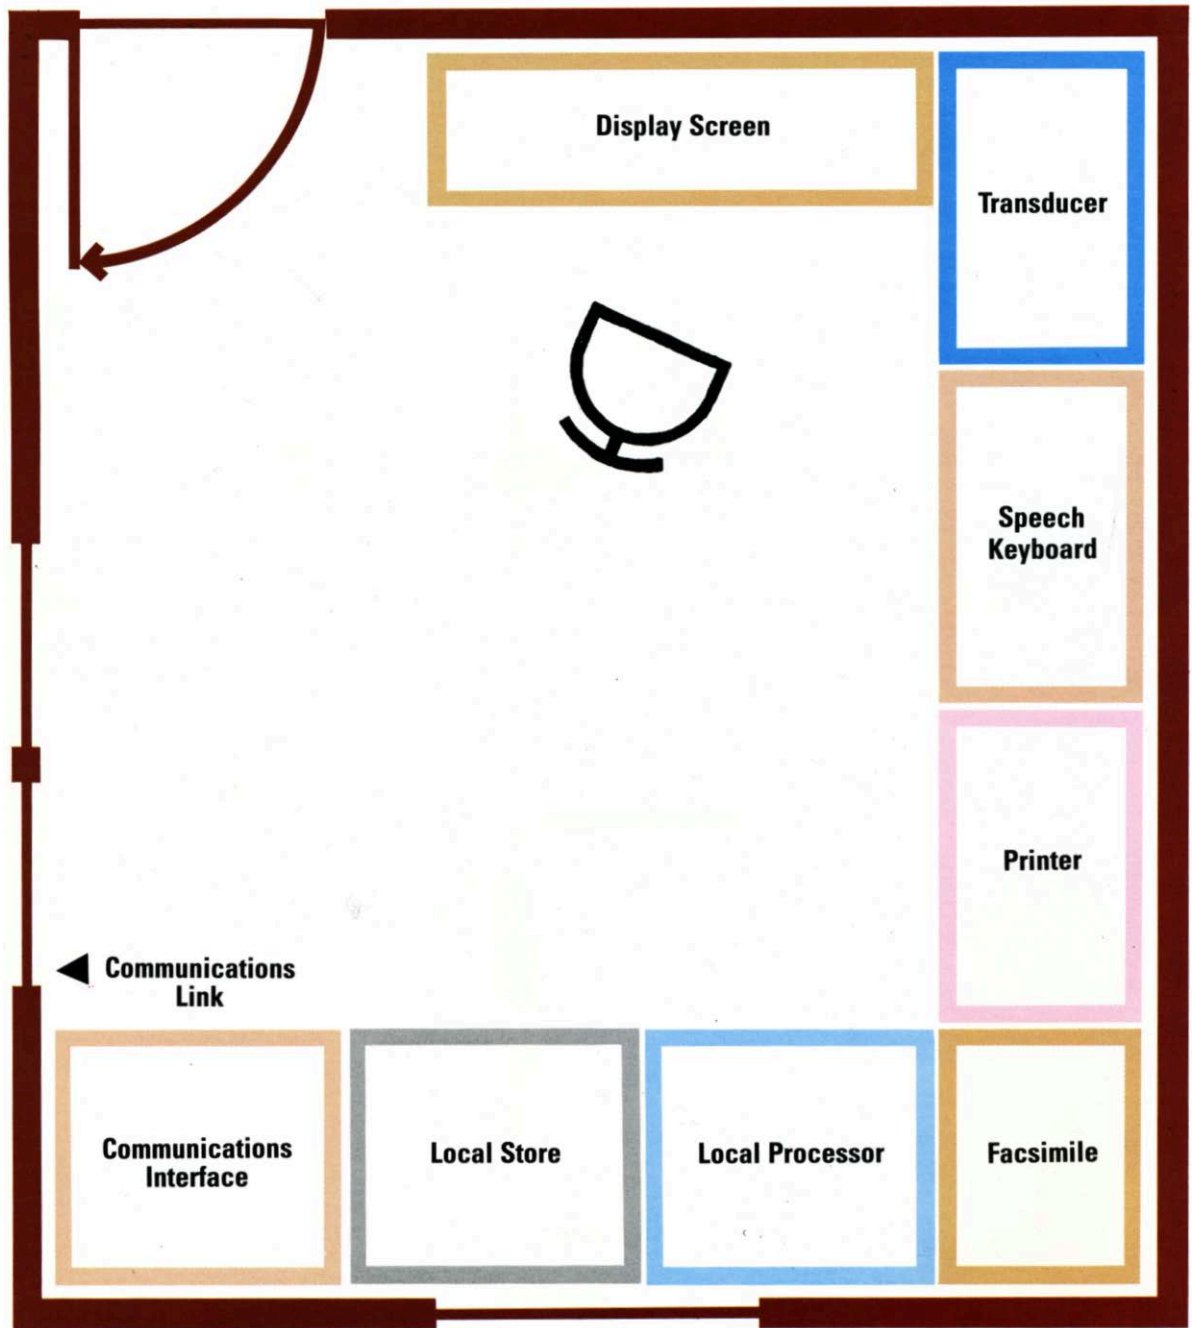 Display Screen
Transducer
Speech
Keyboard
Printer
Communications
Link
Communications
Interface
Local Store
Local Processor
Facsimile